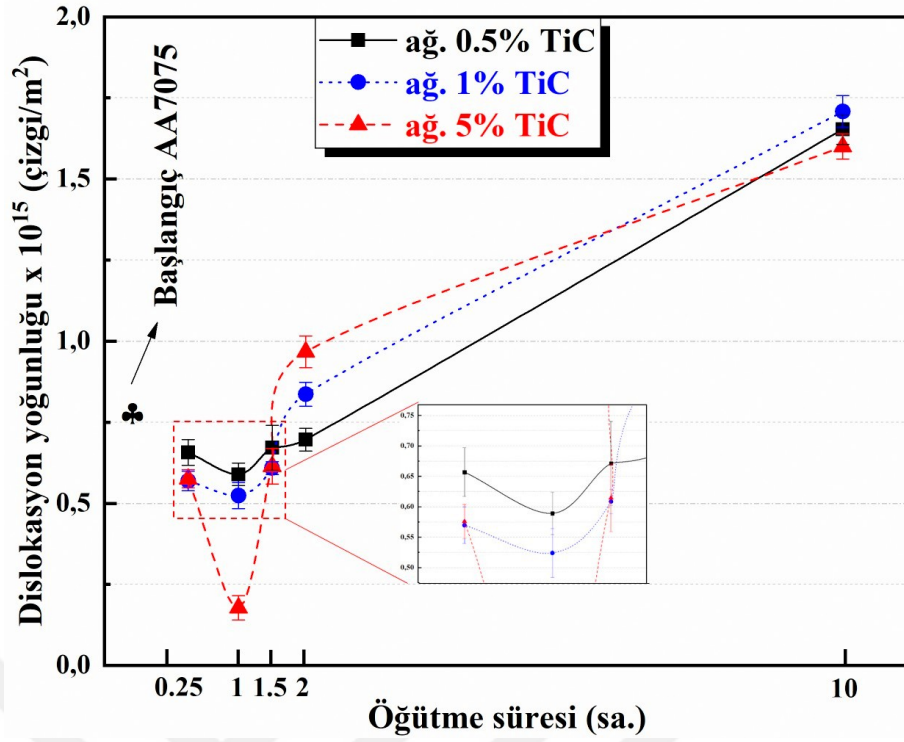 2,0
1,5
1,0
0,5
0,0
Dislokasyon yoğunluğu x 10¹⁵ (çizgi/m²)
ağ. 0.5% TiC
ağ. 1% TiC
ağ. 5% TiC
Başlangıç AA7075
0,75
0,70
0,65
0,60
0,55
0,50
0.25 1 1.5 2 10
Öğütme süresi (sa.)